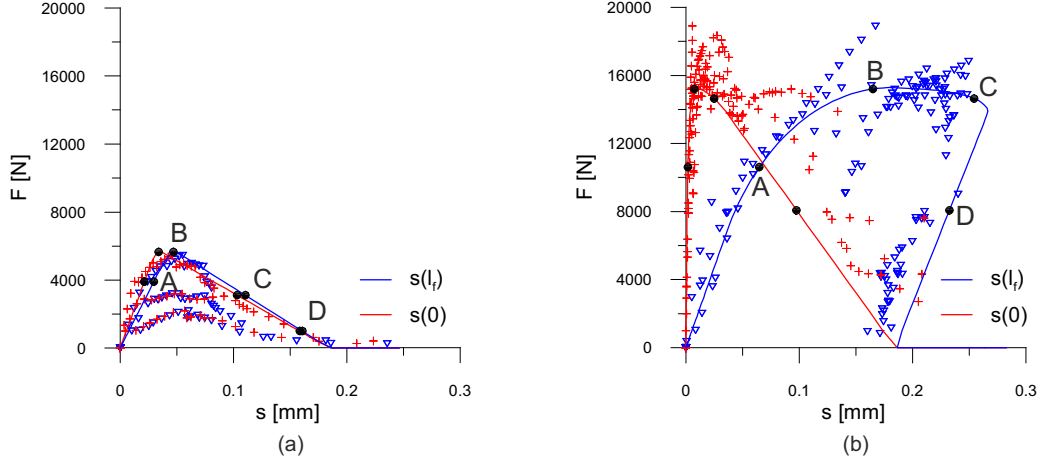 20000
16000
12000
8000
4000
0
F [N]
A
B
C
D
s(l_f)
s(0)
0
0.1
0.2
0.3
s [mm]
(a)
20000
16000
12000
8000
4000
0
F [N]
A
B
C
D
s(l_f)
s(0)
0
0.1
0.2
0.3
s [mm]
(b)